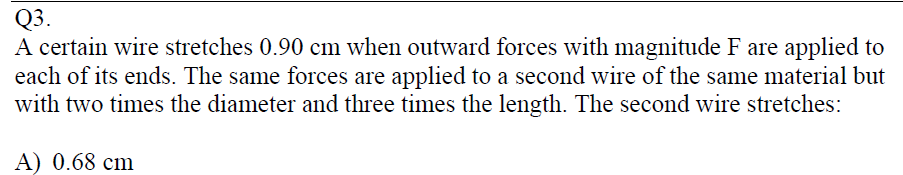 Q3.
A certain wire stretches 0.90 cm when outward forces with magnitude F are applied to
each of its ends. The same forces are applied to a second wire of the same material but
with two times the diameter and three times the length. The second wire stretches:
A) 0.68 cm